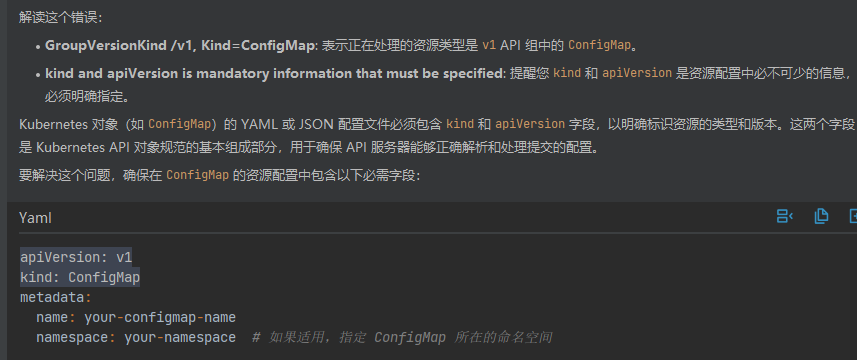 解读这个错误：
• GroupVersionKind /v1, Kind=ConfigMap: 表示正在处理的资源类型是 v1 API 组中的 ConfigMap。
• kind and apiVersion is mandatory information that must be specified: 提醒您 kind 和 apiVersion 是资源配置中必不可少的信息，
必须明确指定。
Kubernetes 对象（如 ConfigMap）的 YAML 或 JSON 配置文件必须包含 kind 和 apiVersion 字段，以明确标识资源的类型和版本。这两个字段
是 Kubernetes API 对象规范的基本组成部分，用于确保 API 服务器能够正确解析和处理提交的配置。
要解决这个问题，确保在 ConfigMap 的资源配置中包含以下必需字段：
Yaml
apiVersion: v1
kind: ConfigMap
metadata:
  name: your-configmap-name
  namespace: your-namespace  # 如果适用，指定 ConfigMap 所在的命名空间